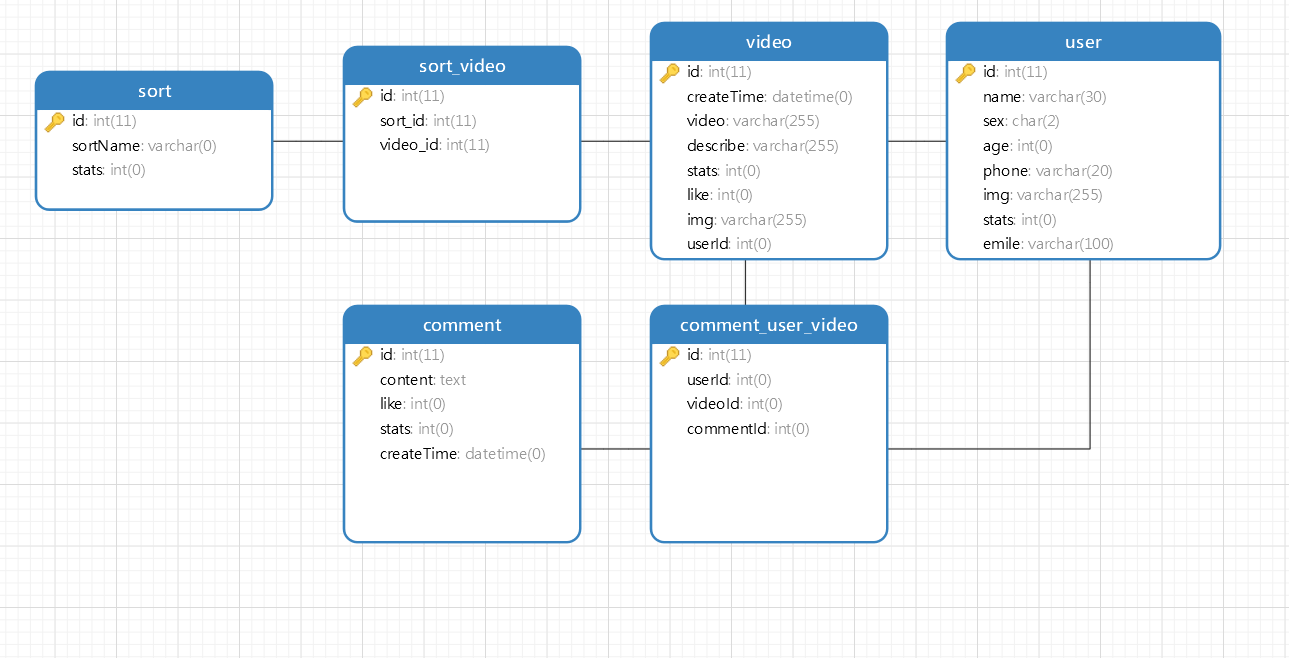 sort
id: int(11)
sortName: varchar(0)
stats: int(0)
sort_video
id: int(11)
sort_id: int(11)
video_id: int(11)
video
id: int(11)
createTime: datetime(0)
video: varchar(255)
describe: varchar(255)
stats: int(0)
like: int(0)
img: varchar(255)
userId: int(0)
user
id: int(11)
name: varchar(30)
sex: char(2)
age: int(0)
phone: varchar(20)
img: varchar(255)
stats: int(0)
emile: varchar(100)
comment
id: int(11)
content: text
like: int(0)
stats: int(0)
createTime: datetime(0)
comment_user_video
id: int(11)
userId: int(0)
videoId: int(0)
commentId: int(0)